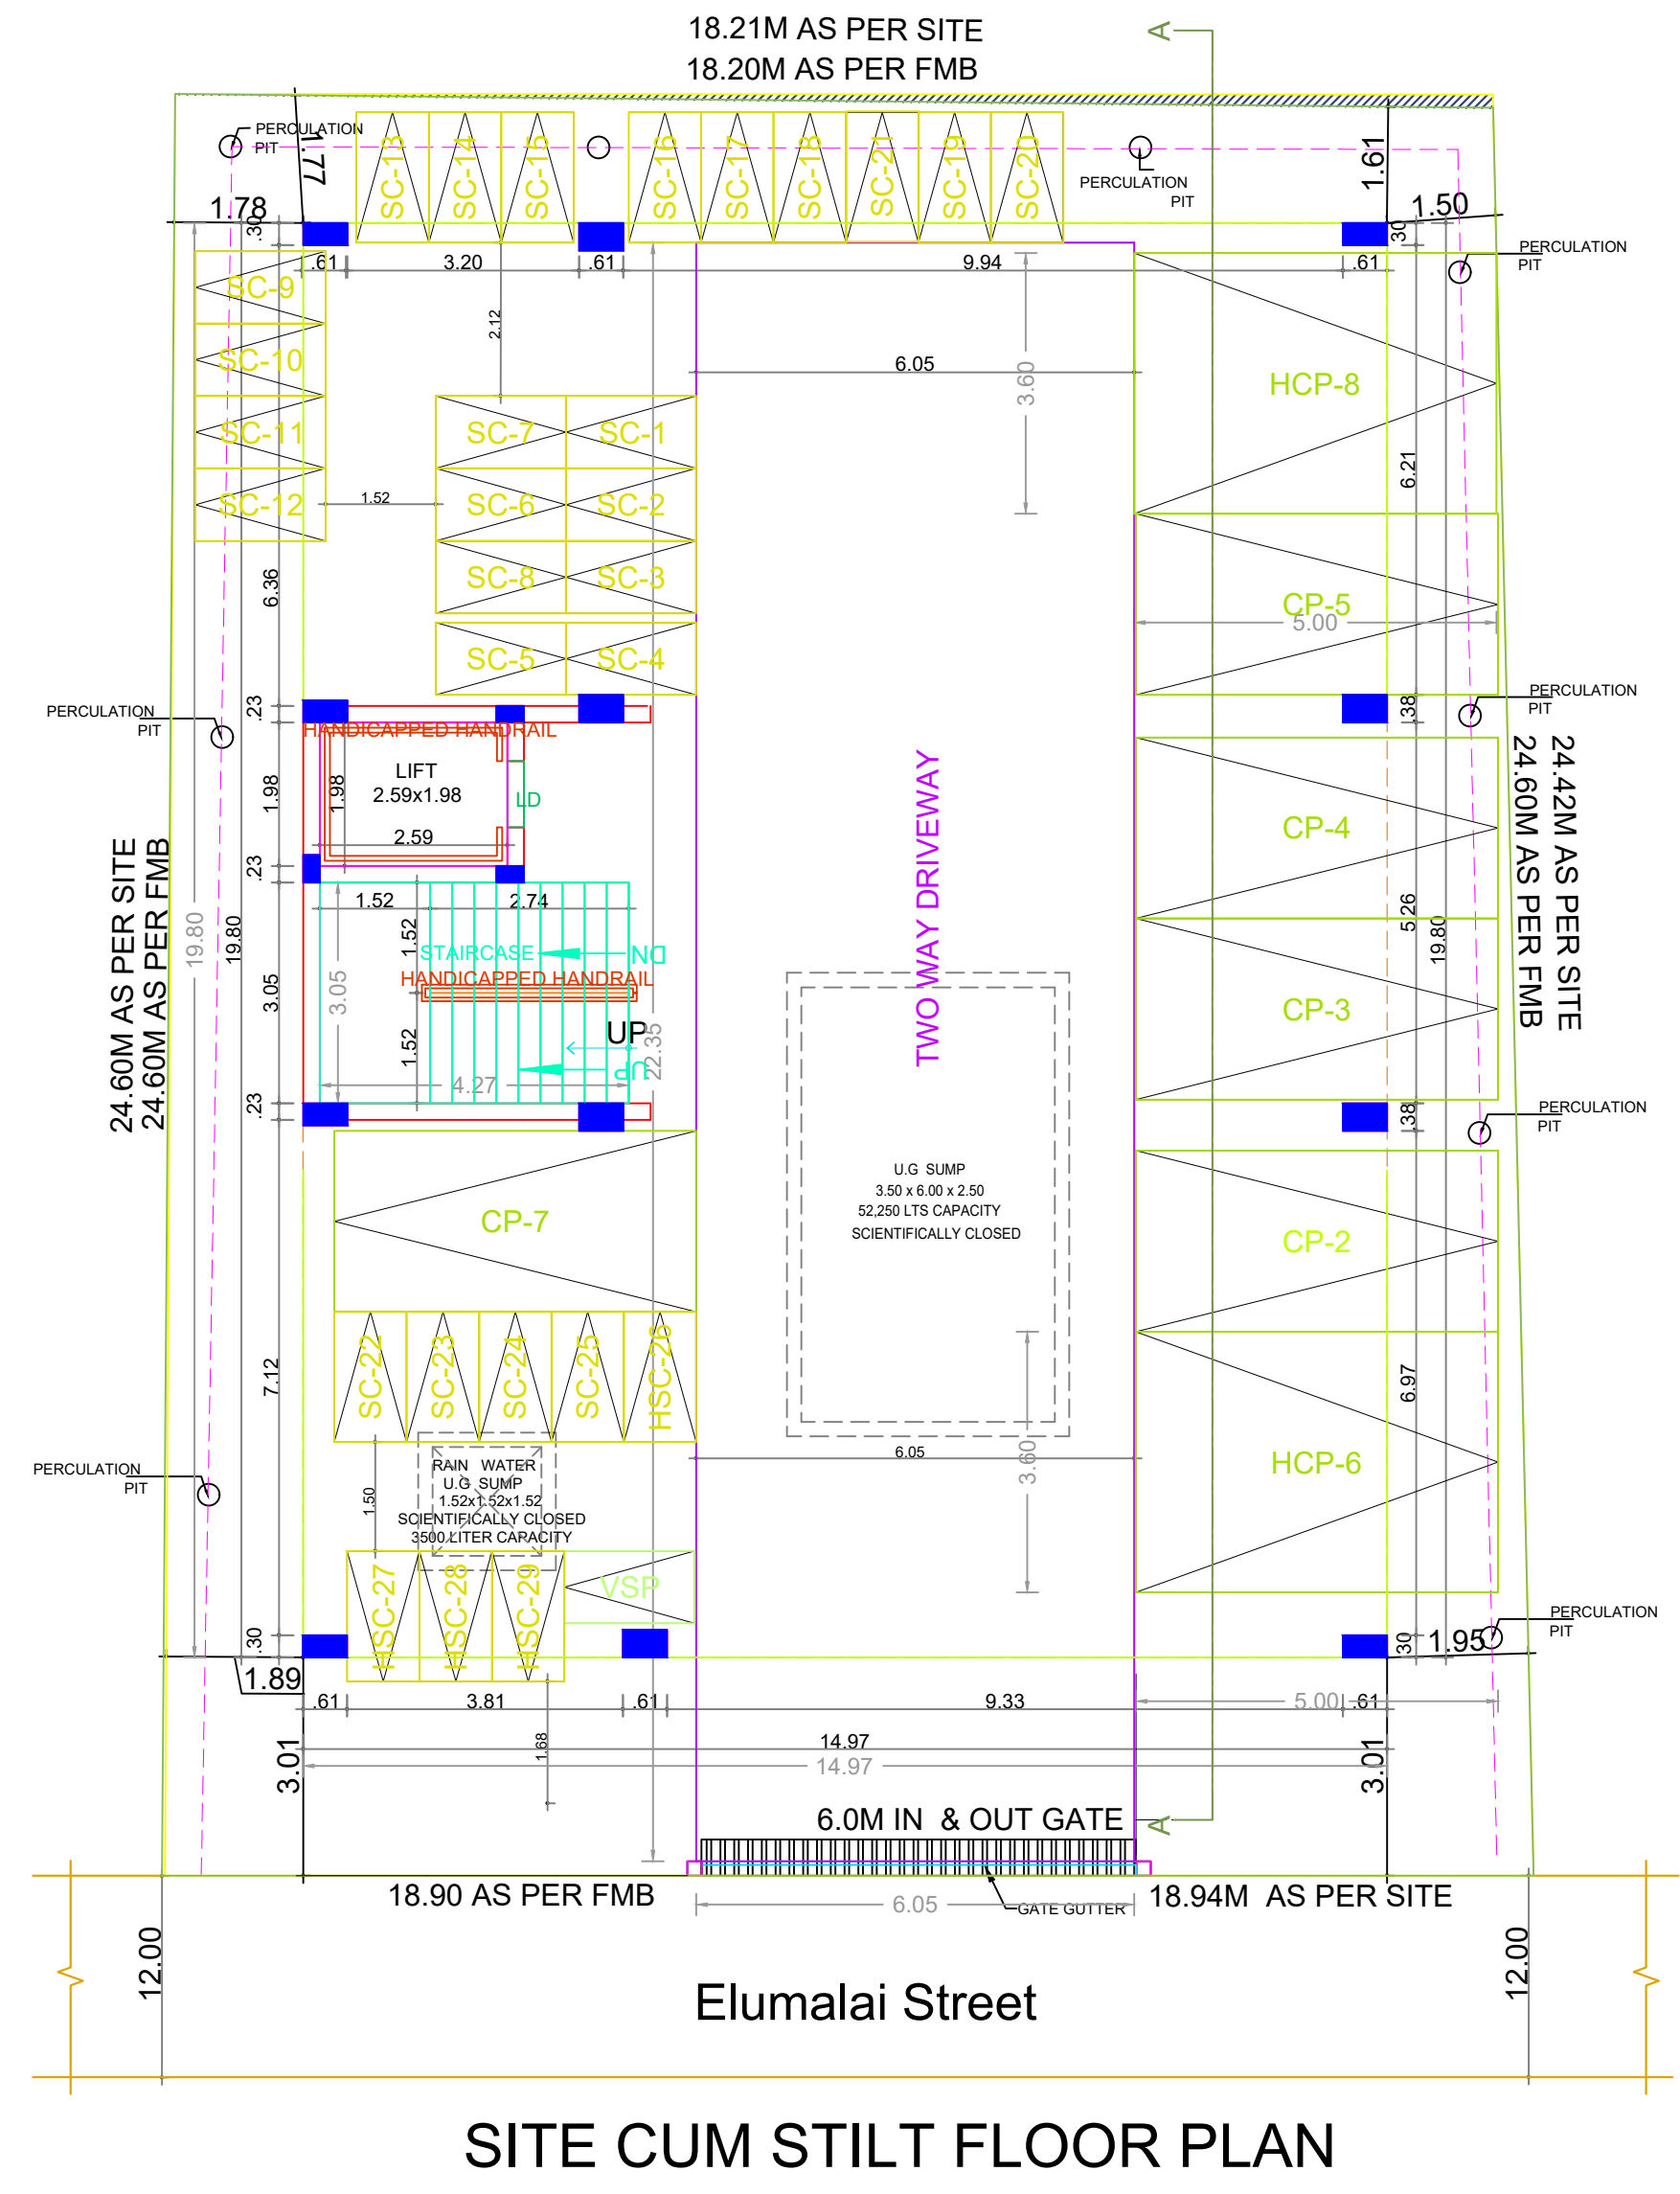 18.21M AS PER SITE
18.20M AS PER FMB
A
PERCULATION
PIT
1.77
SC-13
SC-14
SC-15
SC-16
SC-17
SC-18
SC-21
SC-19
SC-20
PERCULATION
PIT
1.61
1.78
.30
1.50
.30
.61
3.20
.61
9.94
.61
PERCULATION
PIT
SC-9
SC-10
SC-11
SC-12
2.12
1.52
6.05
3.60
HCP-8
6.21
SC-7
SC-1
SC-6
SC-2
SC-8
SC-3
SC-5
SC-4
6.36
CP-5
5.00
PERCULATION
PIT
.23
HANDICAPPED HANDRAIL
LIFT
2.59x1.98
LD
1.98
1.98
2.59
.23
PERCULATION
PIT
.38
24.42M AS PER SITE
24.60M AS PER FMB
24.60M AS PER SITE
24.60M AS PER FMB
19.80
19.80
TWO WAY DRIVEWAY
CP-4
5.26
19.80
1.52
2.74
1.52
STAIRCASE
DN
HANDICAPPED HANDRAIL
3.05
3.05
1.52
UP
UP
22.35
4.27
.23
CP-3
.38
PERCULATION
PIT
CP-7
U.G SUMP
3.50 x 6.00 x 2.50
52,250 LTS CAPACITY
SCIENTIFICALLY CLOSED
CP-2
7.12
SC-22
SC-23
SC-24
SC-25
HSC-26
6.97
6.05
3.60
HCP-6
PERCULATION
PIT
1.50
RAIN WATER
U.G SUMP
1.52x1.52x1.52
SCIENTIFICALLY CLOSED
3500 LITER CAPACITY
HSC-27
HSC-28
HSC-29
VSP
PERCULATION
PIT
.30
.30
1.95
1.89
.61
3.81
.61
9.33
5.00
.61
1.68
14.97
14.97
3.01
3.01
6.0M IN & OUT GATE
A
18.90 AS PER FMB
6.05
GATE GUTTER
18.94M AS PER SITE
12.00
12.00
Elumalai Street
SITE CUM STILT FLOOR PLAN